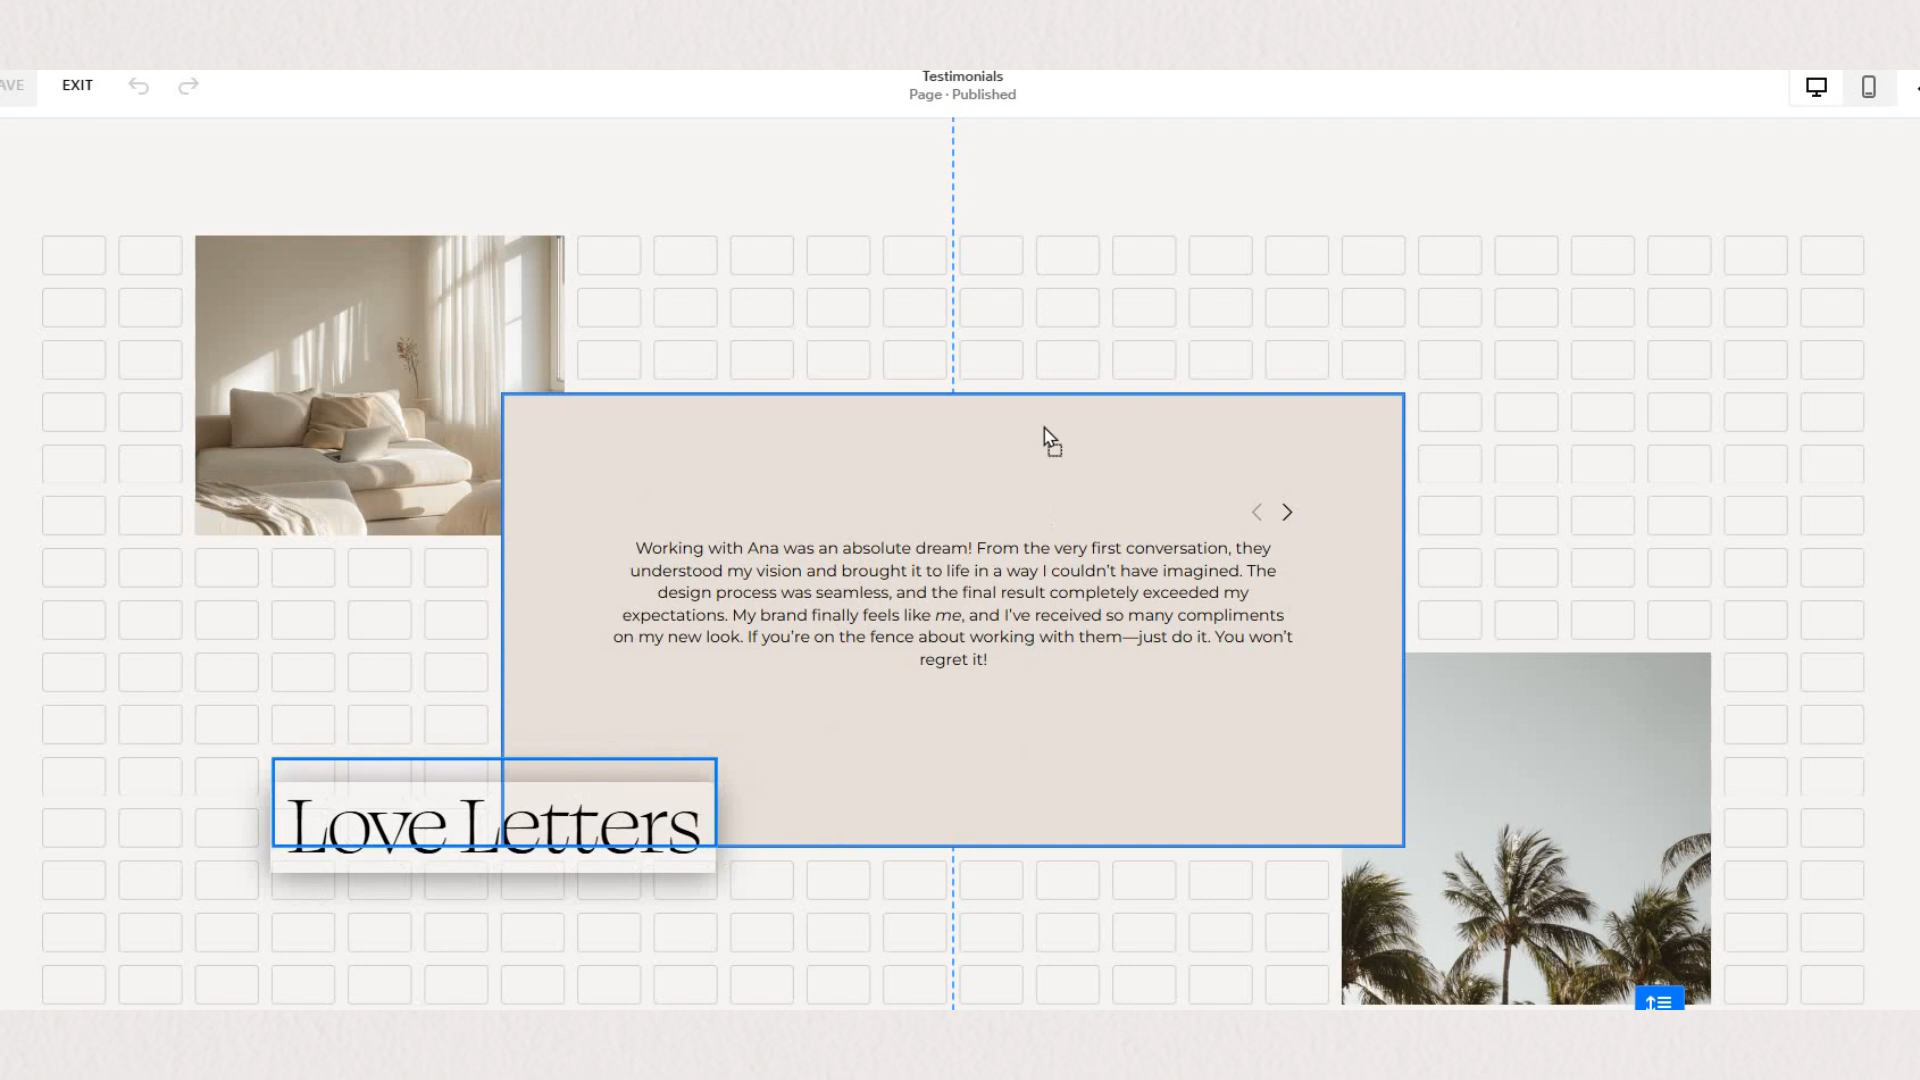 AVE
EXIT
Testimonials
Page · Published
Working with Ana was an absolute dream! From the very first conversation, they
understood my vision and brought it to life in a way I couldn't have imagined. The
design process was seamless, and the final result completely exceeded my
expectations. My brand finally feels like me, and I've received so many compliments
on my new look. If you're on the fence about working with them—just do it. You won't
regret it!
Love Letters